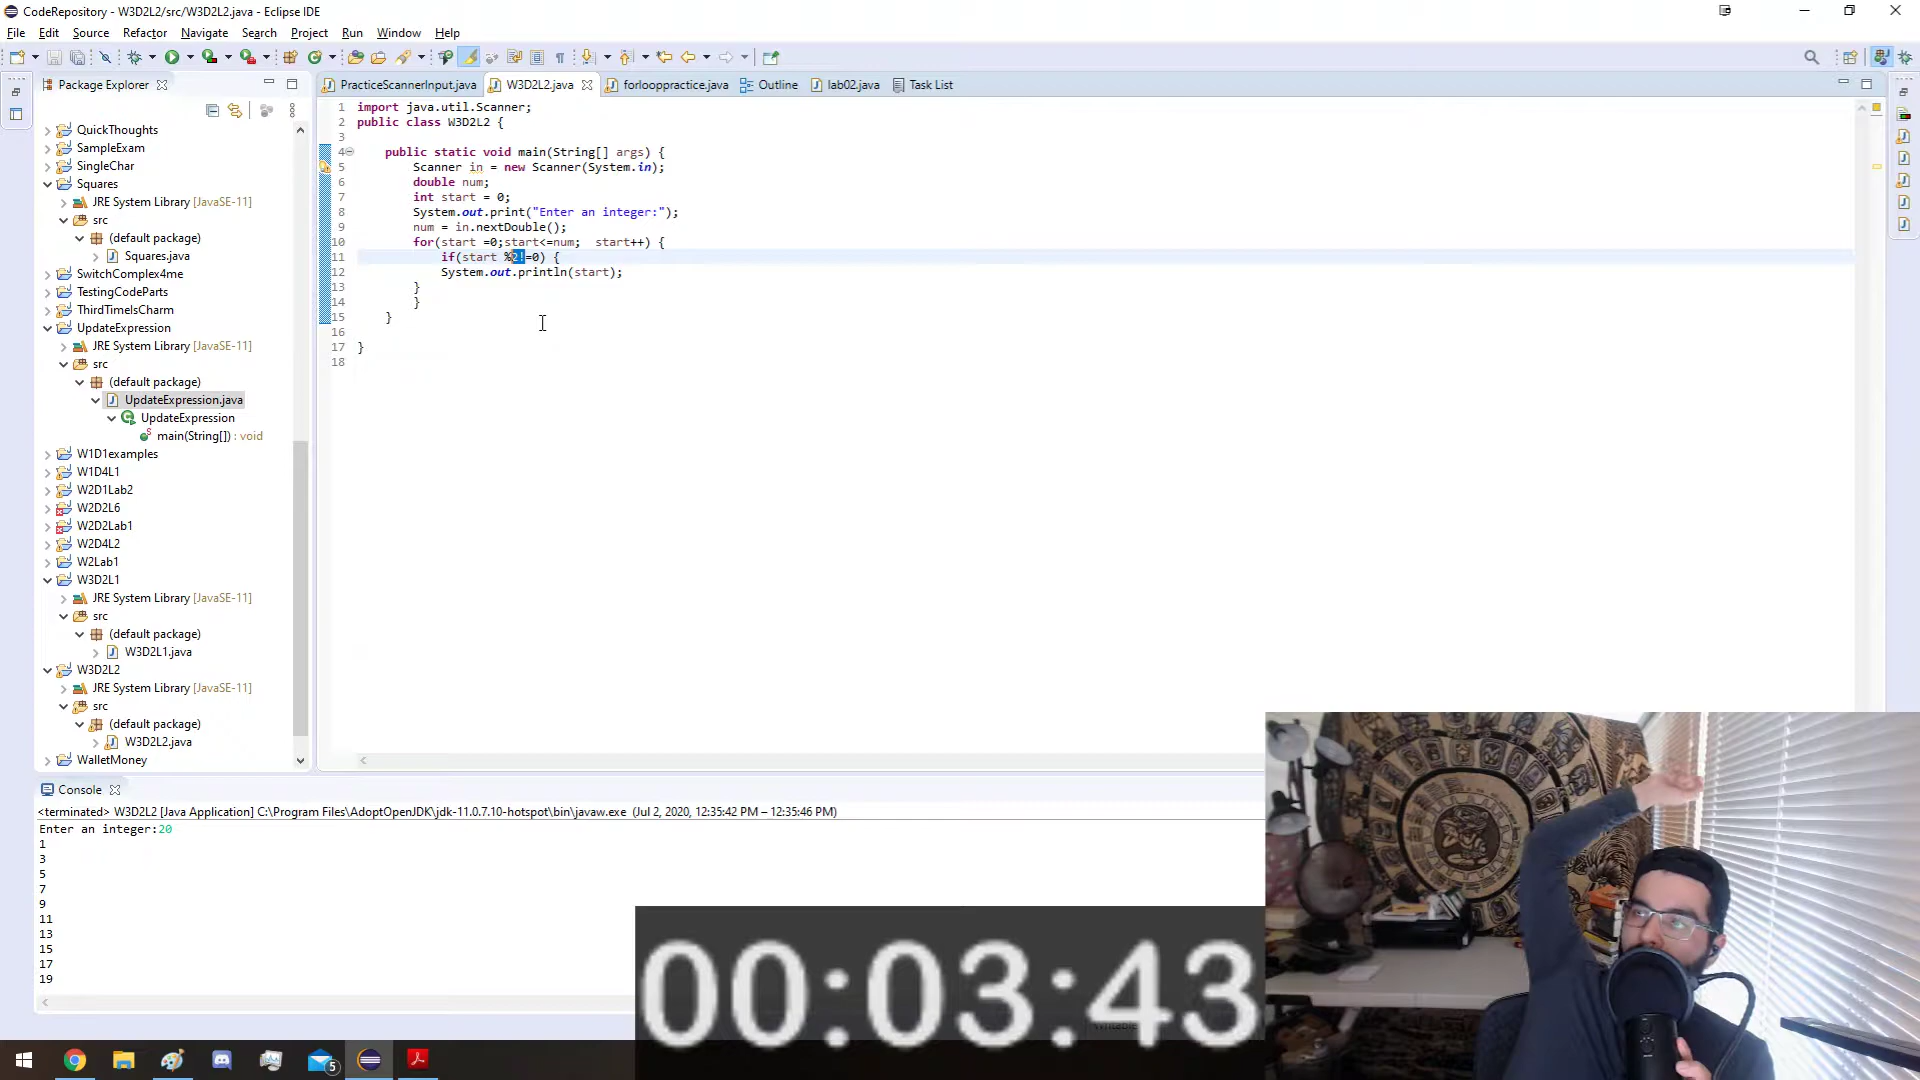 CodeRepository - W3D2L2/src/W3D2L2.java - Eclipse IDE
File Edit Source Refactor Navigate Search Project Run Window Help
Package Explorer
QuickThoughts
SampleExam
SingleChar
Squares
JRE System Library [JavaSE-11]
src
(default package)
Squares.java
SwitchComplex4me
TestingCodeParts
ThirdTimeIsCharm
UpdateExpression
JRE System Library [JavaSE-11]
src
(default package)
UpdateExpression.java
UpdateExpression
main(String[]) : void
W1D1examples
W1D4L1
W2D1Lab2
W2D2L6
W2D2Lab1
W2D4L2
W2Lab1
W3D2L1
JRE System Library [JavaSE-11]
src
(default package)
W3D2L1.java
W3D2L2
JRE System Library [JavaSE-11]
src
(default package)
W3D2L2.java
WalletMoney
PracticeScannerInput.java W3D2L2.java forlooppractice.java Outline lab02.java Task List
1 import java.util.Scanner;
2 public class W3D2L2 {
3
4 public static void main(String[] args) {
5 Scanner in = new Scanner(System.in);
6 double num;
7 int start = 0;
8 System.out.print("Enter an integer:");
9 num = in.nextDouble();
10 for(start =0;start<=num;  start++) {
11 if(start %2!=0) {
12 System.out.println(start);
13 }
14 }
15 }
16
17 }
18
Console
<terminated> W3D2L2 [Java Application] C:\Program Files\AdoptOpenJDK\jdk-11.0.7.10-hotspot\bin\javaw.exe (Jul 2, 2020, 12:35:42 PM – 12:35:46 PM)
Enter an integer:20
1
3
5
7
9
11
13
15
17
19
00:03:43
Writable
5